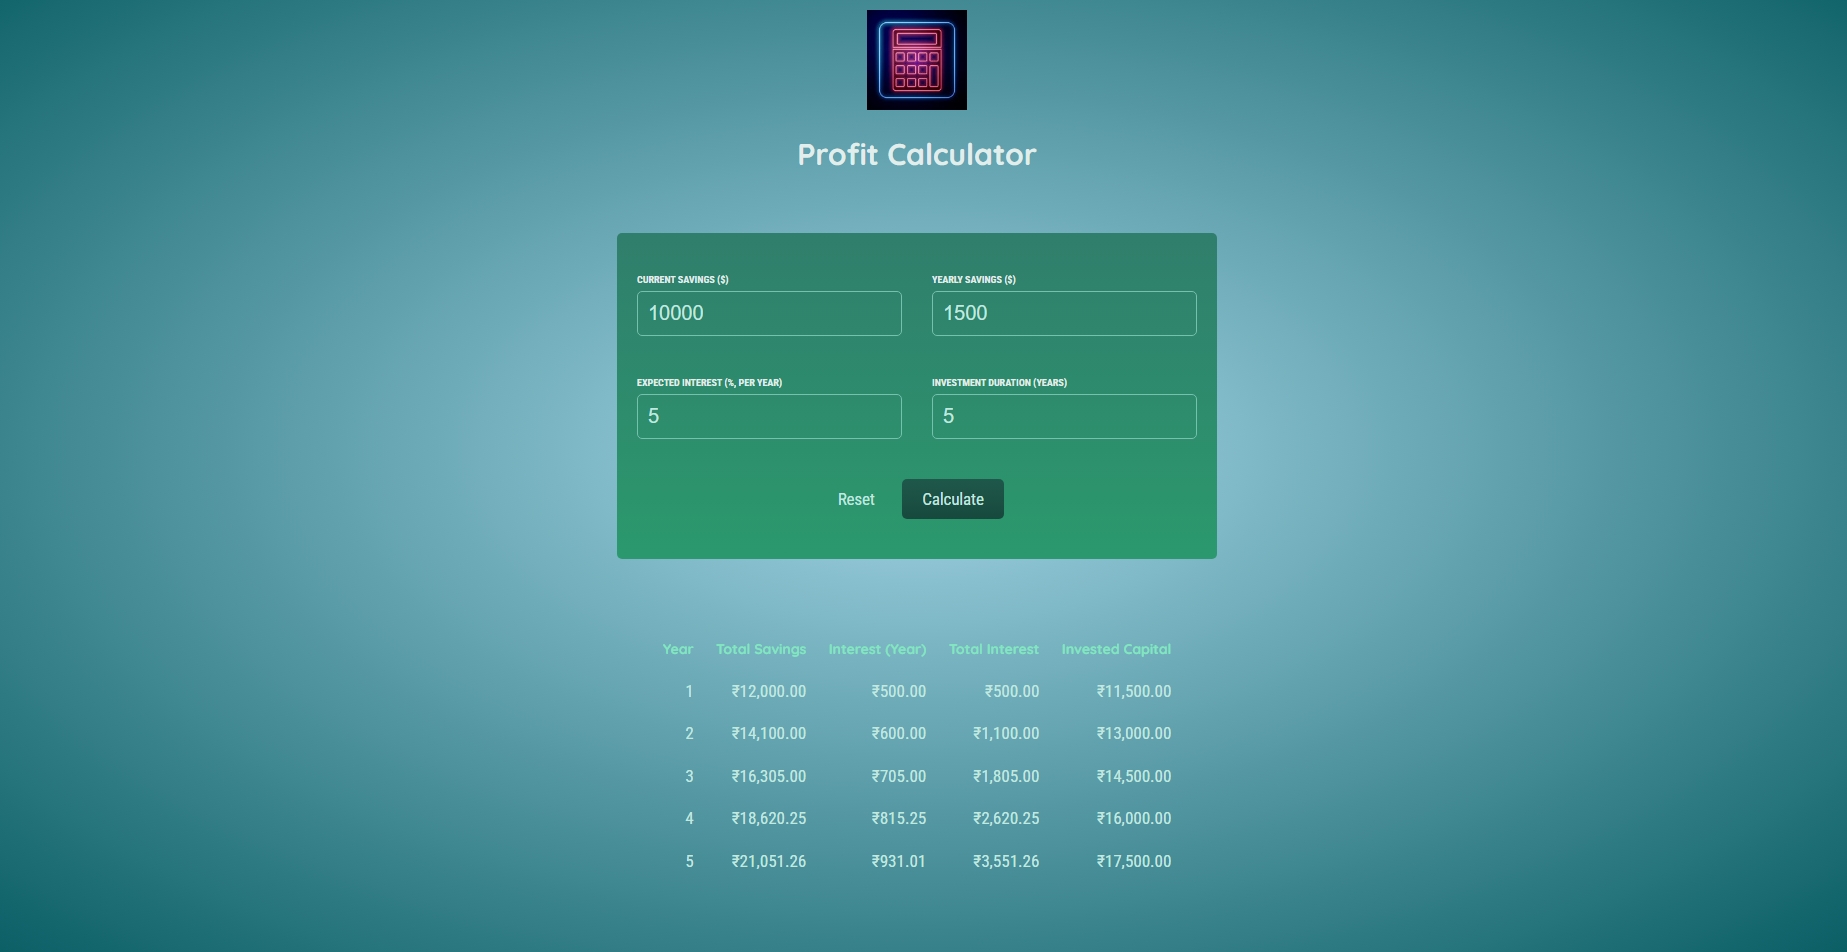 Profit Calculator
CURRENT SAVINGS ($) YEARLY SAVINGS ($)
10000 1500
EXPECTED INTEREST (%, PER YEAR) INVESTMENT DURATION (YEARS)
5 5
Reset Calculate
Year Total Savings Interest (Year) Total Interest Invested Capital
1 ₹12,000.00 ₹500.00 ₹500.00 ₹11,500.00
2 ₹14,100.00 ₹600.00 ₹1,100.00 ₹13,000.00
3 ₹16,305.00 ₹705.00 ₹1,805.00 ₹14,500.00
4 ₹18,620.25 ₹815.25 ₹2,620.25 ₹16,000.00
5 ₹21,051.26 ₹931.01 ₹3,551.26 ₹17,500.00